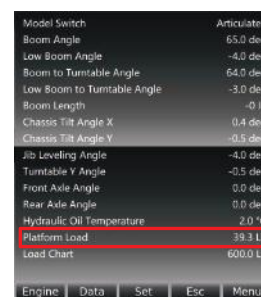 Model Switch Articulate
Boom Angle 65.0 de
Low Boom Angle -4.0 de
Boom to Turntable Angle 64.0 de
Low Boom to Turntable Angle -3.0 de
Boom Length -0 i
Chassis Tilt Angle X 0.4 de
Chassis Tilt Angle Y -0.5 de
Jib Leveling Angle -4.0 de
Turntable Y Angle -0.5 de
Front Axle Angle 0.0 de
Rear Axle Angle 0.0 de
Hydraulic Oil Temperature 2.0 °
Platform Load 39.3 L
Load Chart 600.0 L
Engine Data Set Esc Menu